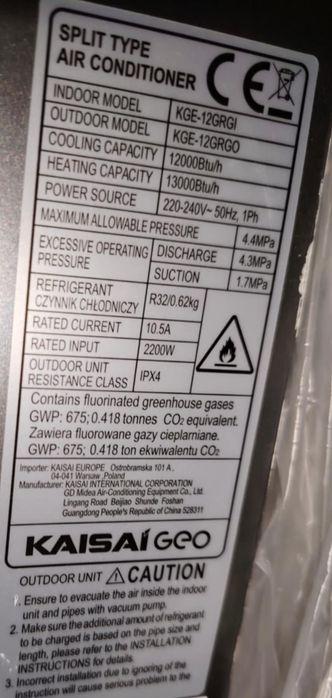 SPLIT TYPE
AIR CONDITIONER
CE
INDOOR MODEL KGE-12GRGI
OUTDOOR MODEL KGE-12GRGO
COOLING CAPACITY 12000Btu/h
HEATING CAPACITY 13000Btu/h
POWER SOURCE 220-240V~ 50Hz, 1Ph
MAXIMUM ALLOWABLE PRESSURE 4.4MPa
EXCESSIVE OPERATING PRESSURE DISCHARGE 4.3MPa
SUCTION 1.7MPa
REFRIGERANT
CZYNNIK CHŁODNICZY R32/0.62kg
RATED CURRENT 10.5A
RATED INPUT 2200W
OUTDOOR UNIT
RESISTANCE CLASS IPX4
Contains fluorinated greenhouse gases
GWP: 675; 0.418 tonnes CO2 equivalent.
Zawiera fluorowane gazy cieplarniane.
GWP: 675; 0.418 ton ekwiwalentu CO2
Importer: KAISAI EUROPE Ostrobramska 101 A,
04-041 Warsaw ,Poland
Manufacturer: KAISAI INTERNATIONAL CORPORATION
GD Midea Air-Conditioning Equipment Co., Ltd.
Lingang Road Beijiao Shunde Foshan
Guangdong People's Republic of China 528311
KAISAI GEO
OUTDOOR UNIT CAUTION
1. Ensure to evacuate the air inside the indoor
unit and pipes with vacuum pump.
2. Make sure the additional amount of refrigerant
to be charged is based on the pipe size and
length, please refer to the INSTALLATION
INSTRUCTIONS for details.
3. Incorrect installation due to ignoring of the
instruction will cause serious problem to the